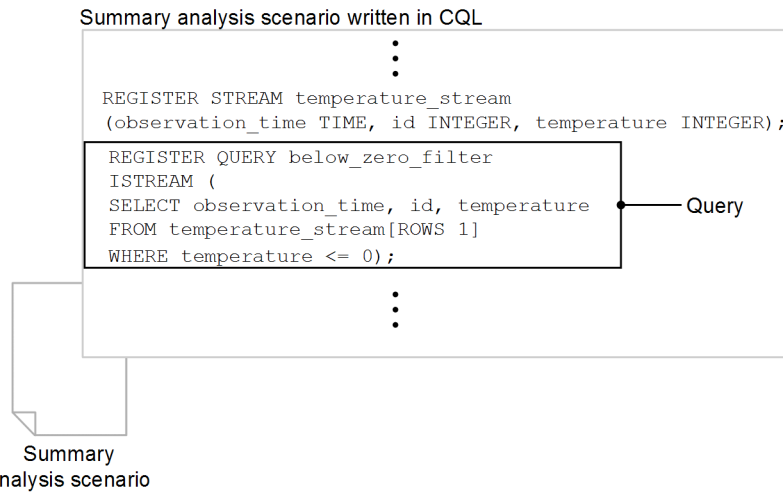 Summary analysis scenario written in CQL
REGISTER STREAM temperature_stream
(observation_time TIME, id INTEGER, temperature INTEGER);
REGISTER QUERY below_zero_filter
ISTREAM (
SELECT observation_time, id, temperature
FROM temperature_stream[ROWS 1]
WHERE temperature <= 0);
Query
Summary
nalysis scenario